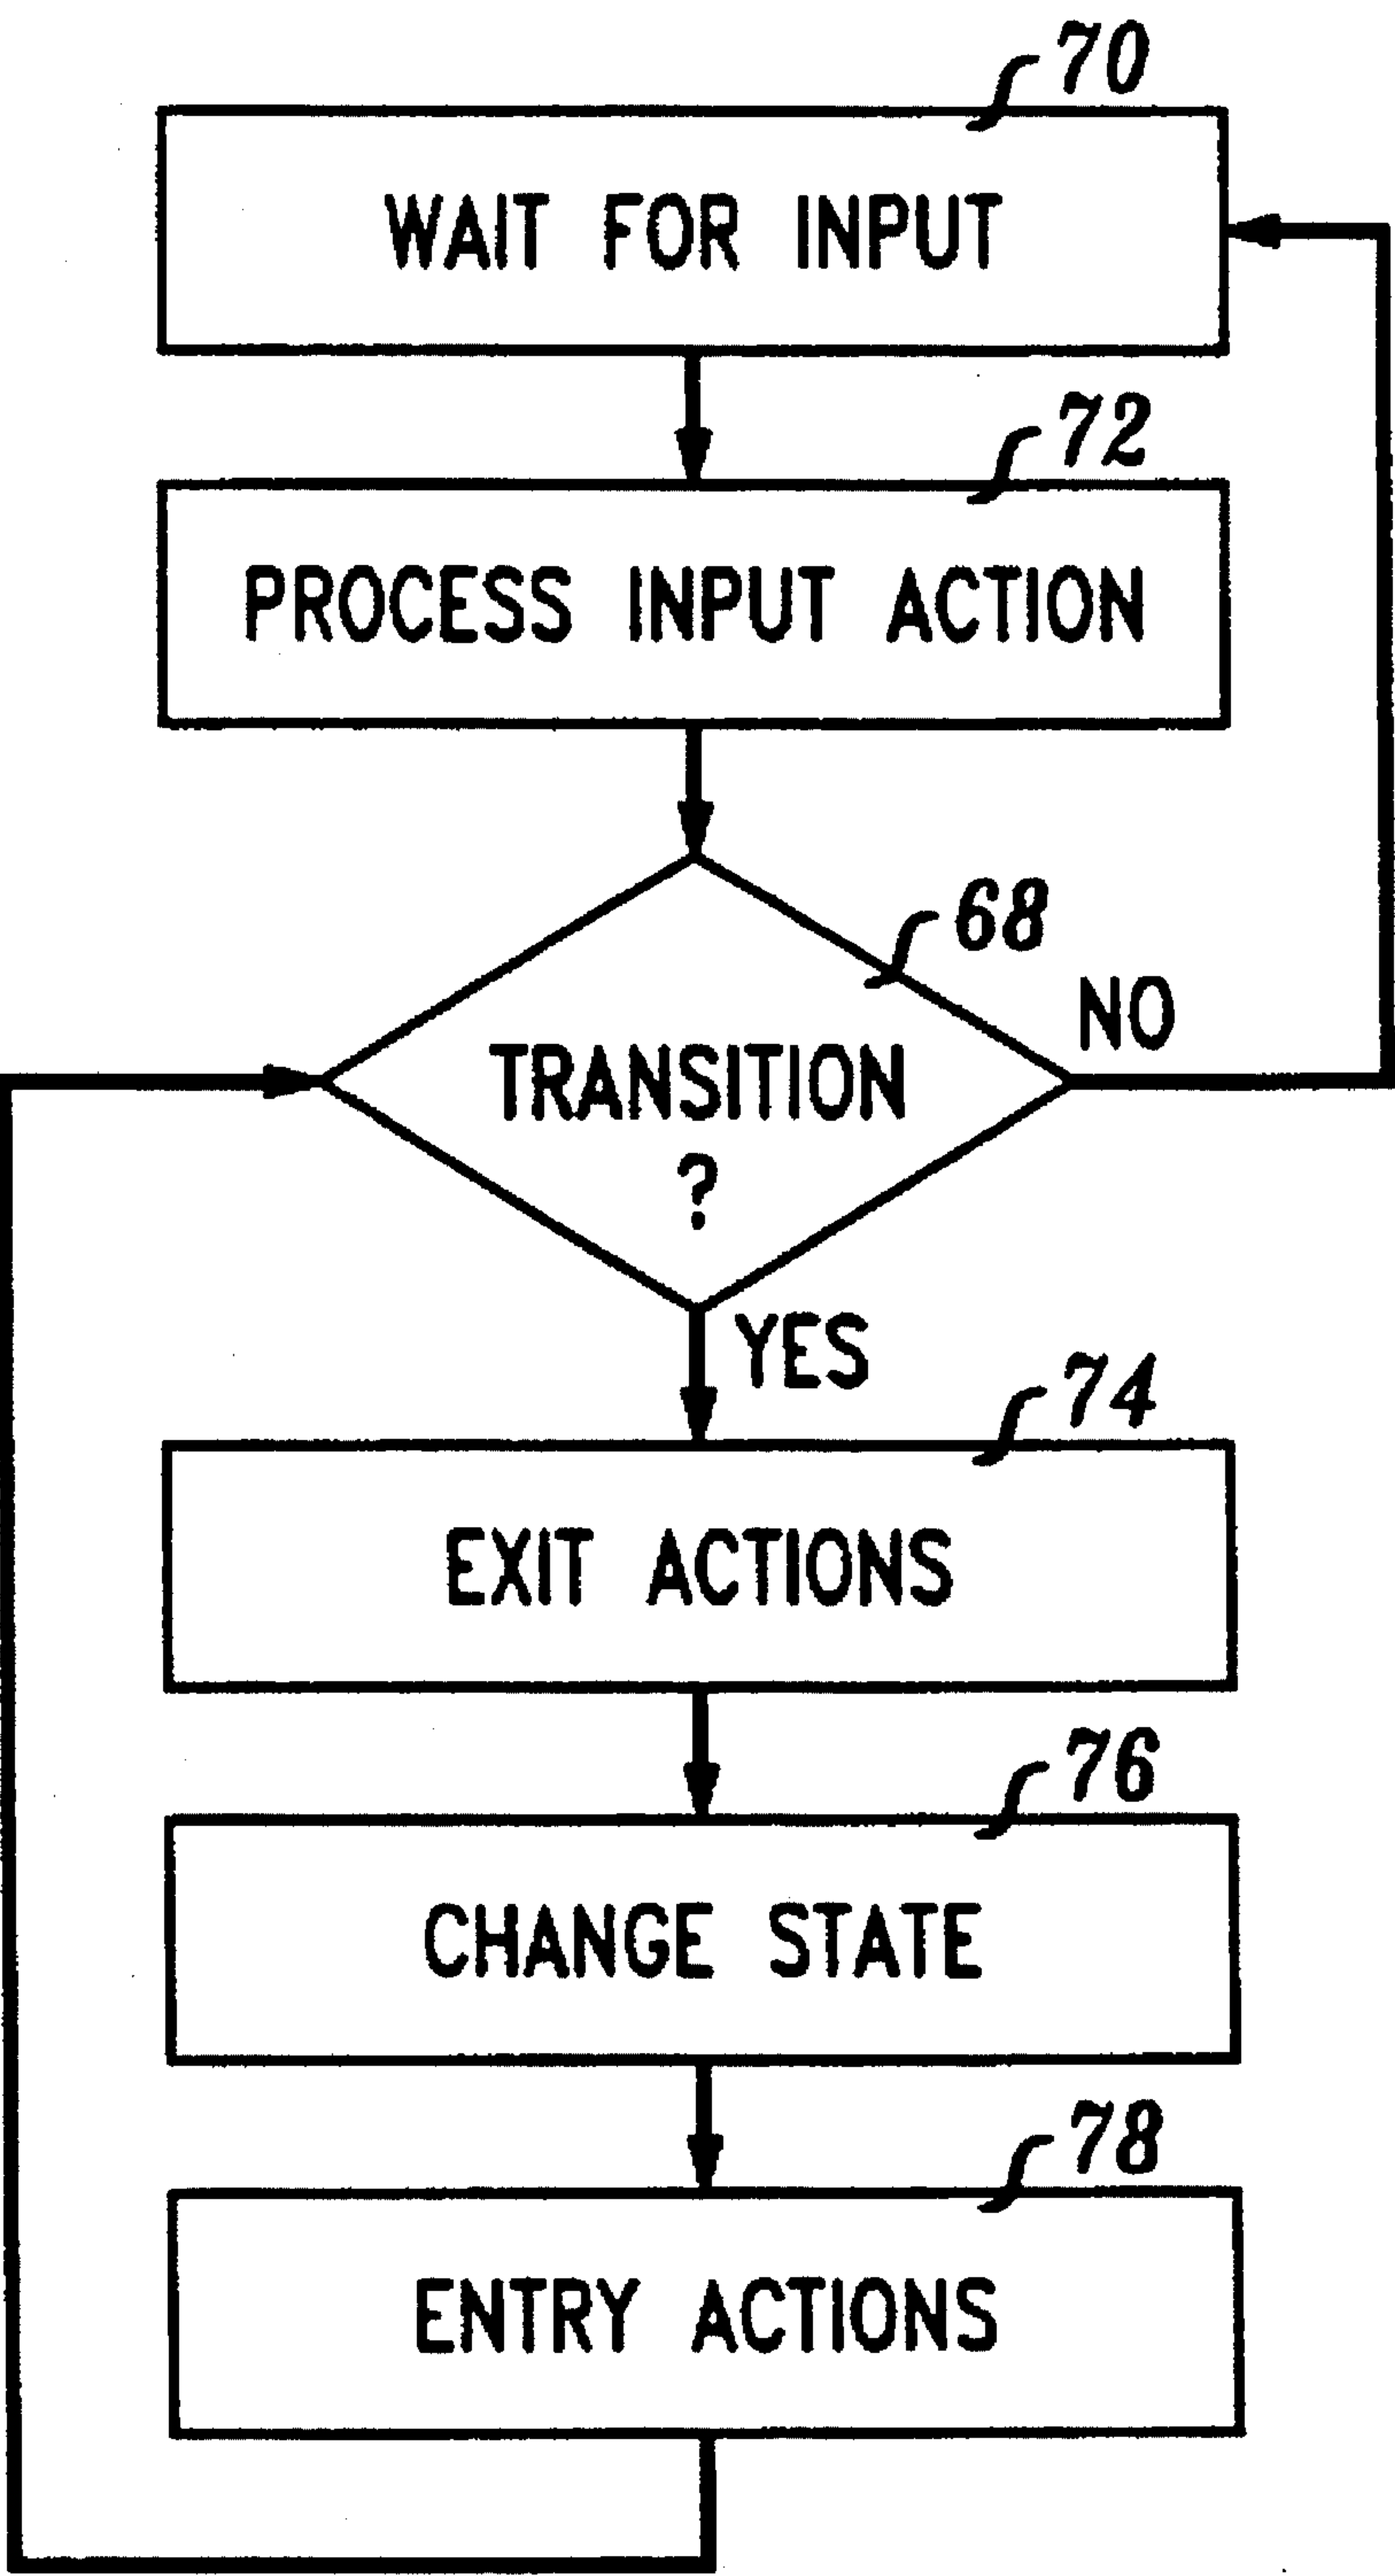 70
WAIT FOR INPUT
72
PROCESS INPUT ACTION
68
NO
TRANSITION
?
YES
74
EXIT ACTIONS
76
CHANGE STATE
78
ENTRY ACTIONS